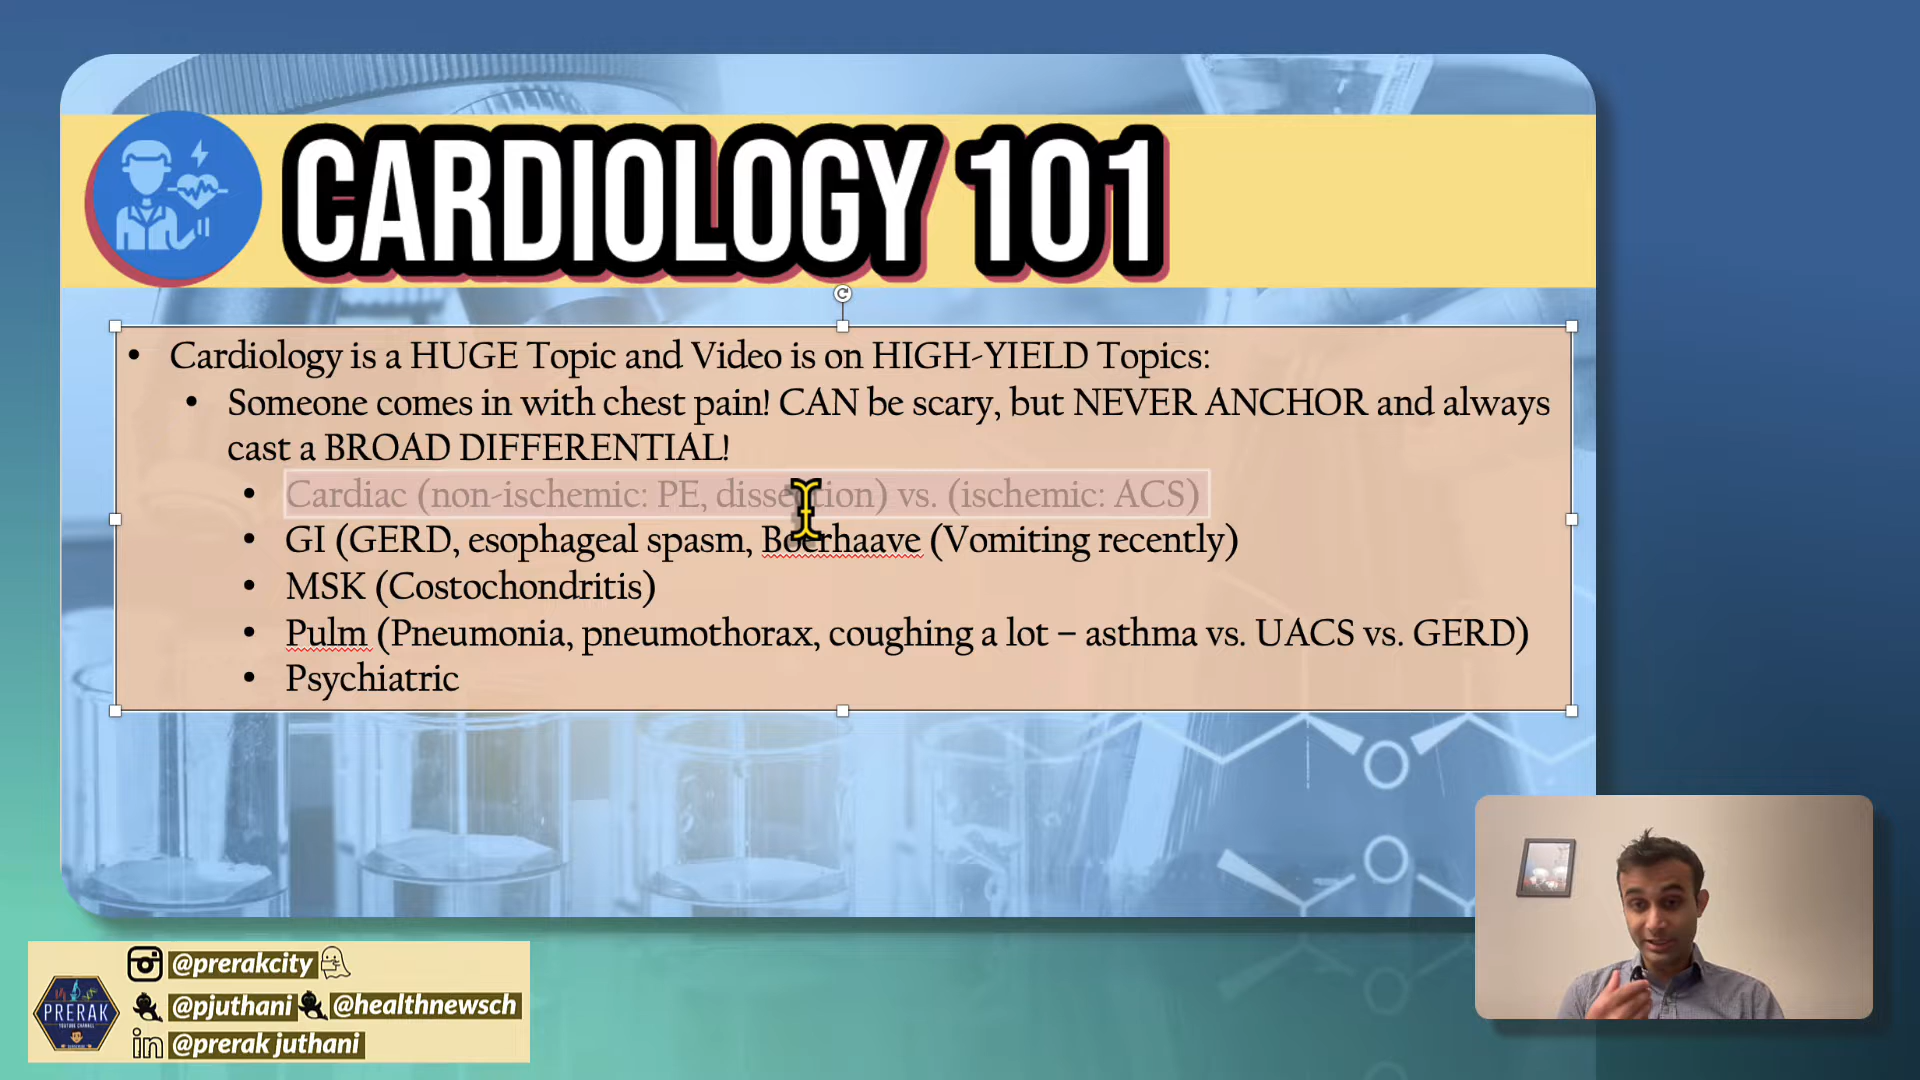 CARDIOLOGY 101
• Cardiology is a HUGE Topic and Video is on HIGH-YIELD Topics:
• Someone comes in with chest pain! CAN be scary, but NEVER ANCHOR and always
cast a BROAD DIFFERENTIAL!
• Cardiac (non-ischemic: PE, dissection) vs. (ischemic: ACS)
• GI (GERD, esophageal spasm, Boerhaave (Vomiting recently)
• MSK (Costochondritis)
• Pulm (Pneumonia, pneumothorax, coughing a lot – asthma vs. UACS vs. GERD)
• Psychiatric
@prerakcity
@pjuthani @healthnewsch
in @prerak juthani
PRERAK
YOUTUBE CHANNEL